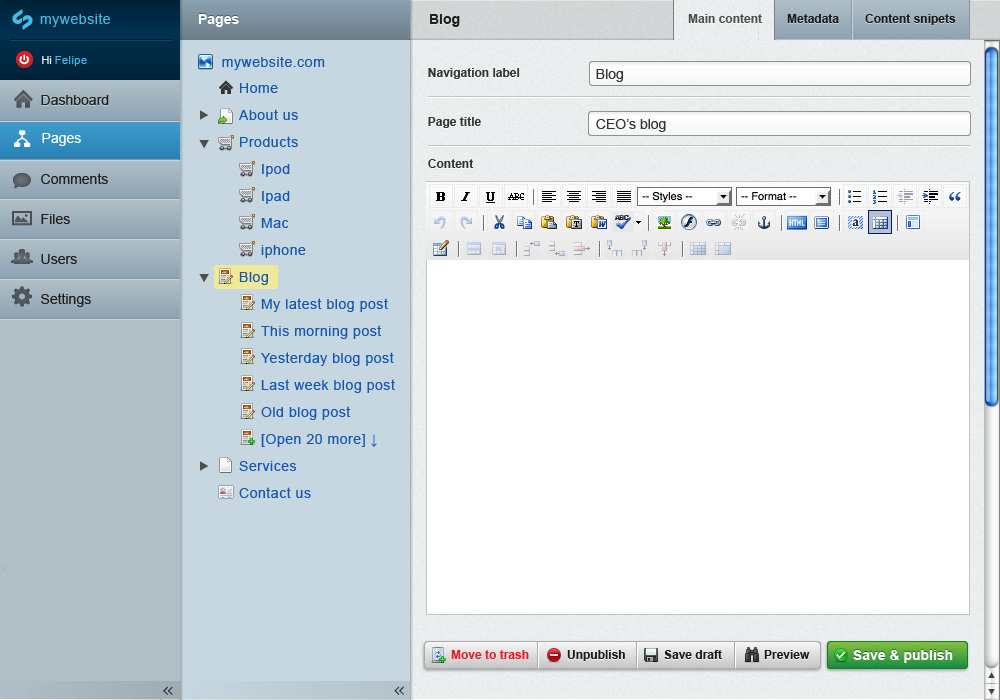 mywebsite
Hi Felipe
Dashboard
Pages
Comments
Files
Users
Settings
«
Pages
mywebsite.com
Home
About us
Products
Ipod
Ipad
Mac
iphone
Blog
My latest blog post
This morning post
Yesterday blog post
Last week blog post
Old blog post
[Open 20 more] ↓
Services
Contact us
«
Blog
Main content
Metadata
Content snipets
Navigation label
Blog
Page title
CEO's blog
Content
B I U ABC -- Styles -- -- Format --
ABC HTML a
Move to trash
Unpublish
Save draft
Preview
Save & publish